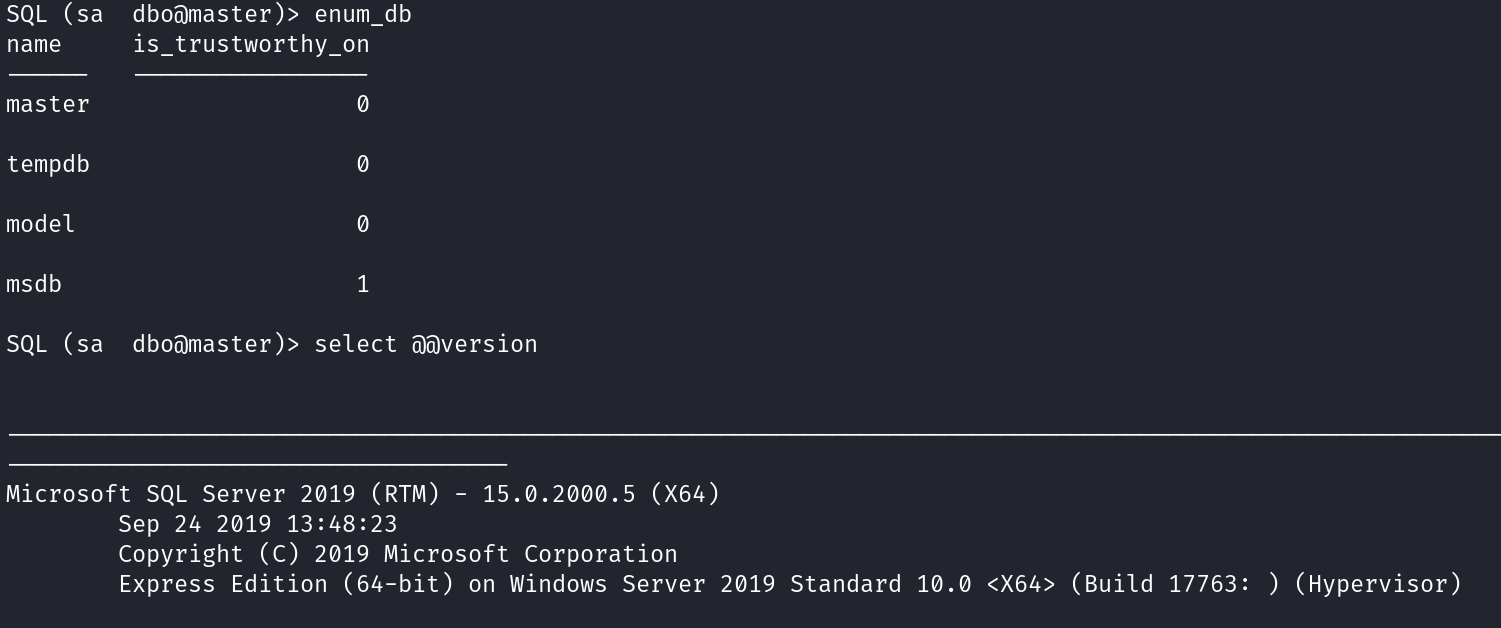 SQL (sa  dbo@master)> enum_db
name     is_trustworthy_on
------   -----------------
master                   0
tempdb                   0
model                    0
msdb                     1
SQL (sa  dbo@master)> select @@version
Microsoft SQL Server 2019 (RTM) - 15.0.2000.5 (X64)
        Sep 24 2019 13:48:23
        Copyright (C) 2019 Microsoft Corporation
        Express Edition (64-bit) on Windows Server 2019 Standard 10.0 <X64> (Build 17763: ) (Hypervisor)